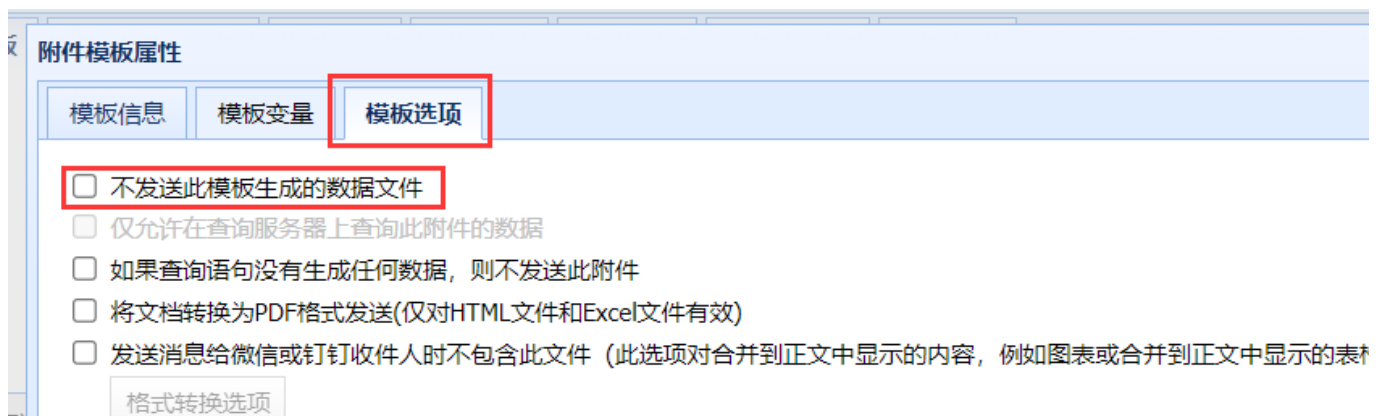 附件模板属性
模板信息 模板变量 模板选项
不发送此模板生成的数据文件
仅允许在查询服务器上查询此附件的数据
如果查询语句没有生成任何数据，则不发送此附件
将文档转换为PDF格式发送(仅对HTML文件和Excel文件有效)
发送消息给微信或钉钉收件人时不包含此文件（此选项对合并到正文中显示的内容，例如图表或合并到正文中显示的表
格式转换选项